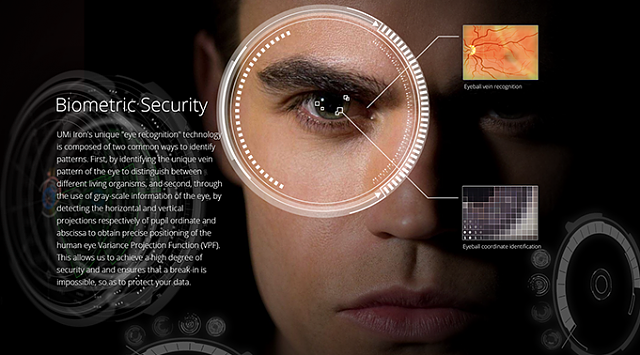 Biometric Security
UMi Iron's unique "eye recognition" technology
is composed of two common ways to identify
patterns. First, by identifying the unique vein
pattern of the eye to distinguish between
different living organisms, and second, through
the use of gray-scale information of the eye, by
detecting the horizontal and vertical
projections respectively of pupil ordinate and
abscissa to obtain precise positioning of the
human eye Variance Projection Function (VPF).
This allows us to achieve a high degree of
security and and ensures that a break-in is
impossible, so as to protect your data.
Eyeball vein recognition
Eyeball coordinate identification